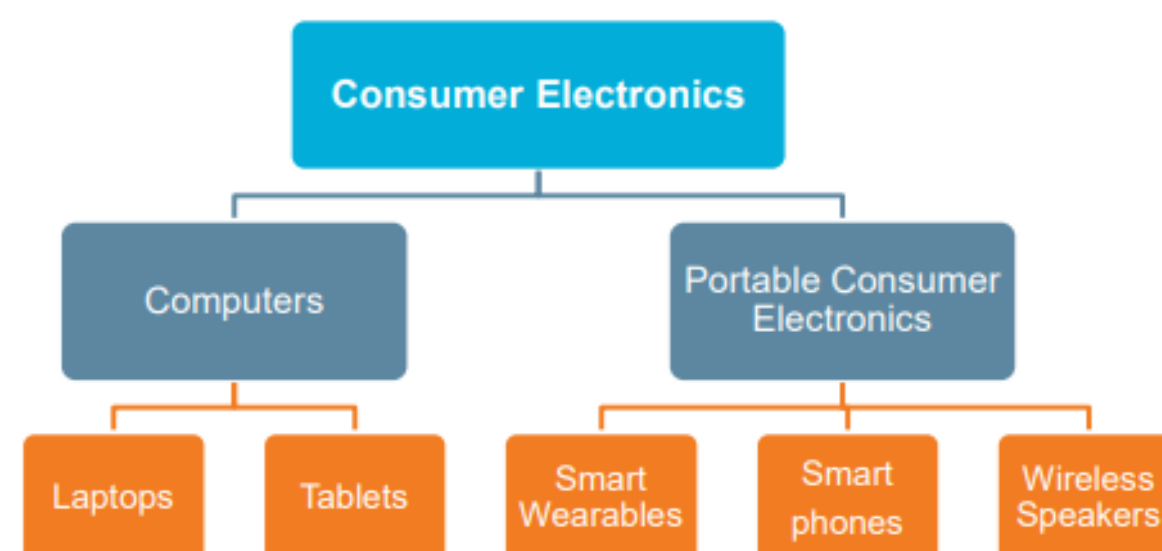 Consumer Electronics
Computers
Portable Consumer
Electronics
Laptops
Tablets
Smart
Wearables
Smart
phones
Wireless
Speakers